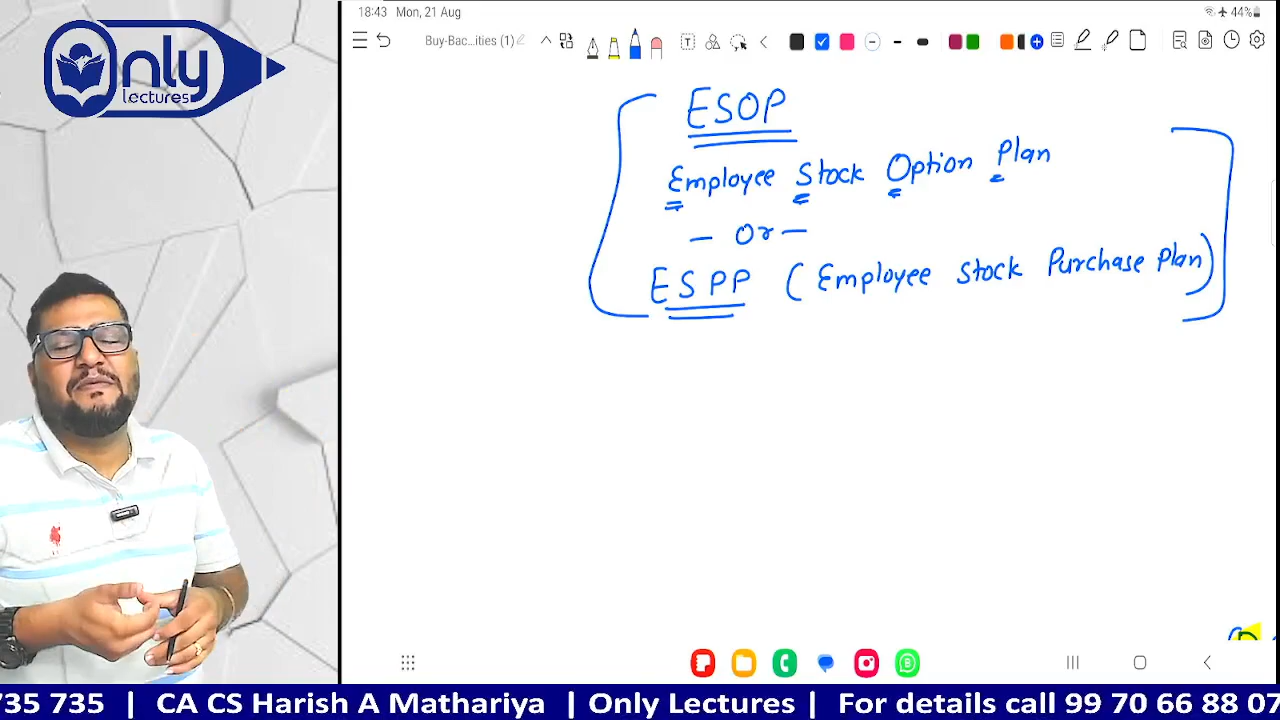 18:43 Mon, 21 Aug
44%
Only
lectures
Buy-Bac...ities (1)
ESOP
Employee Stock Option Plan
- Or -
ESPP (Employee Stock Purchase Plan)
735 735 | CA CS Harish A Mathariya | Only Lectures | For details call 99 70 66 88 07